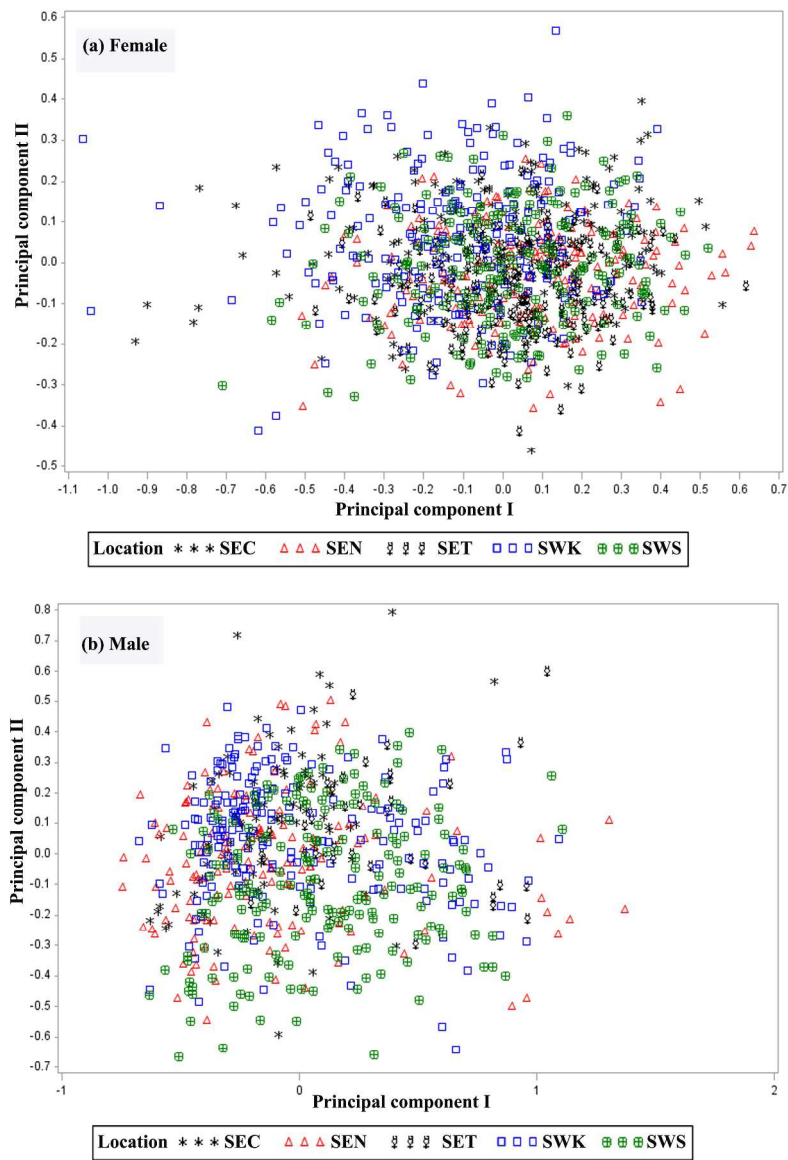 (a) Female
Principal component II
0.6
0.5
0.4
0.3
0.2
0.1
0.0
-0.1
-0.2
-0.3
-0.4
-0.5
-1.1 -1.0 -0.9 -0.8 -0.7 -0.6 -0.5 -0.4 -0.3 -0.2 -0.1 0.0 0.1 0.2 0.3 0.4 0.5 0.6 0.7
Principal component I
Location SEC SEN SET SWK SWS
(b) Male
Principal component II
0.8
0.7
0.6
0.5
0.4
0.3
0.2
0.1
0.0
-0.1
-0.2
-0.3
-0.4
-0.5
-0.6
-0.7
-1 0 1 2
Principal component I
Location SEC SEN SET SWK SWS